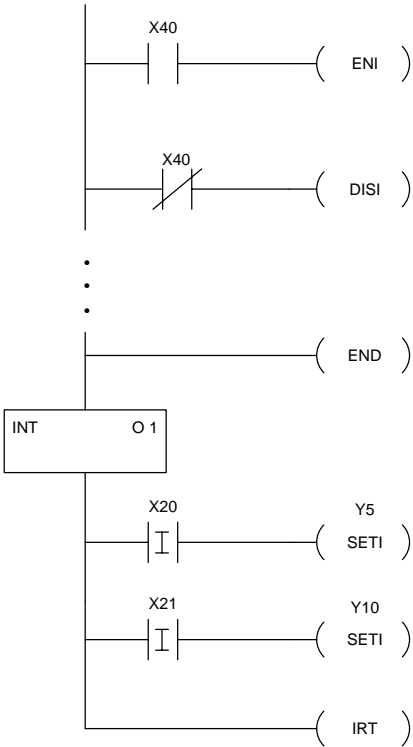 X40
ENI
X40
DISI
END
INT O 1
X20 Y5
SETI
X21 Y10
SETI
IRT